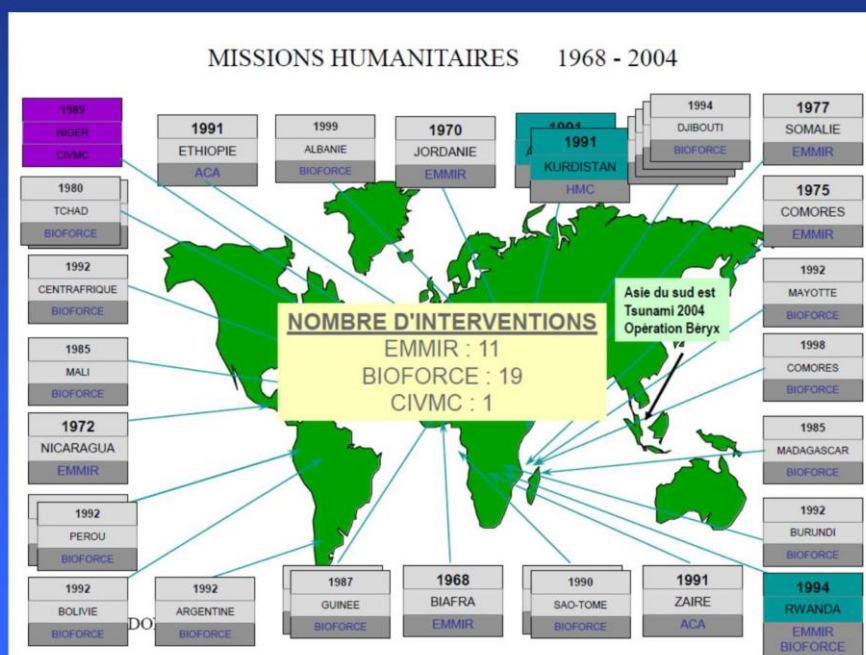 MISSIONS HUMANITAIRES 1968 - 2004
1989
NIGER
CIVMC
1991
ETHIOPIE
ACA
1999
ALBANIE
BIOFORCE
1970
JORDANIE
EMMIR
1991
1991
KURDISTAN
HMC
1994
DJIBOUTI
BIOFORCE
1977
SOMALIE
EMMIR
1980
TCHAD
BIOFORCE
1975
COMORES
EMMIR
1992
CENTRAFRIQUE
BIOFORCE
1992
MAYOTTE
BIOFORCE
Asie du sud est
Tsunami 2004
Opération Béryx
NOMBRE D'INTERVENTIONS
EMMIR : 11
BIOFORCE : 19
CIVMC : 1
1985
MALI
BIOFORCE
1998
COMORES
BIOFORCE
1972
NICARAGUA
EMMIR
1985
MADAGASCAR
BIOFORCE
1992
PEROU
BIOFORCE
1992
BURUNDI
BIOFORCE
1992
BOLIVIE
BIOFORCE
1992
ARGENTINE
BIOFORCE
1987
GUINEE
BIOFORCE
1968
BIAFRA
EMMIR
1990
SAO-TOME
BIOFORCE
1991
ZAIRE
ACA
1994
RWANDA
EMMIR
BIOFORCE